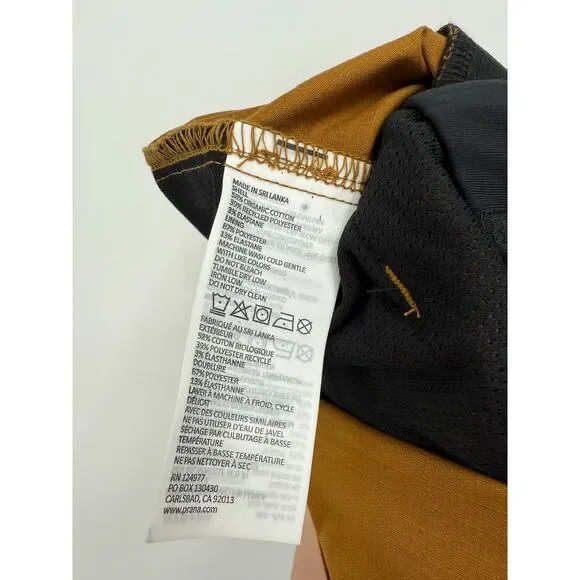 MADE IN SRI LANKA
SHELL
58% ORGANIC COTTON
39% RECYCLED POLYESTER
3% ELASTANE
LINING
87% POLYESTER
13% ELASTANE
MACHINE WASH COLD GENTLE
WITH LIKE COLORS
DO NOT BLEACH
TUMBLE DRY LOW
IRON LOW
DO NOT DRY CLEAN
FABRIQUÉ AU SRI LANKA
EXTÉRIEUR
58% COTON BIOLOGIQUE
39% POLYESTER RECYCLÉ
3% ÉLASTHANNE
DOUBLURE
87% POLYESTER
13% ÉLASTHANNE
LAVER À MACHINE À FROID, CYCLE
DÉLICAT
AVEC DES COULEURS SIMILAIRES
NE PAS UTILISER D'EAU DE JAVEL
SÉCHAGE PAR CULBUTAGE À BASSE
TEMPÉRATURE
REPASSER À BASSE TEMPÉRATURE
NE PAS NETTOYER À SEC
RN 124977
PO BOX 130430
CARLSBAD, CA 92013
WWW.PRANA.COM